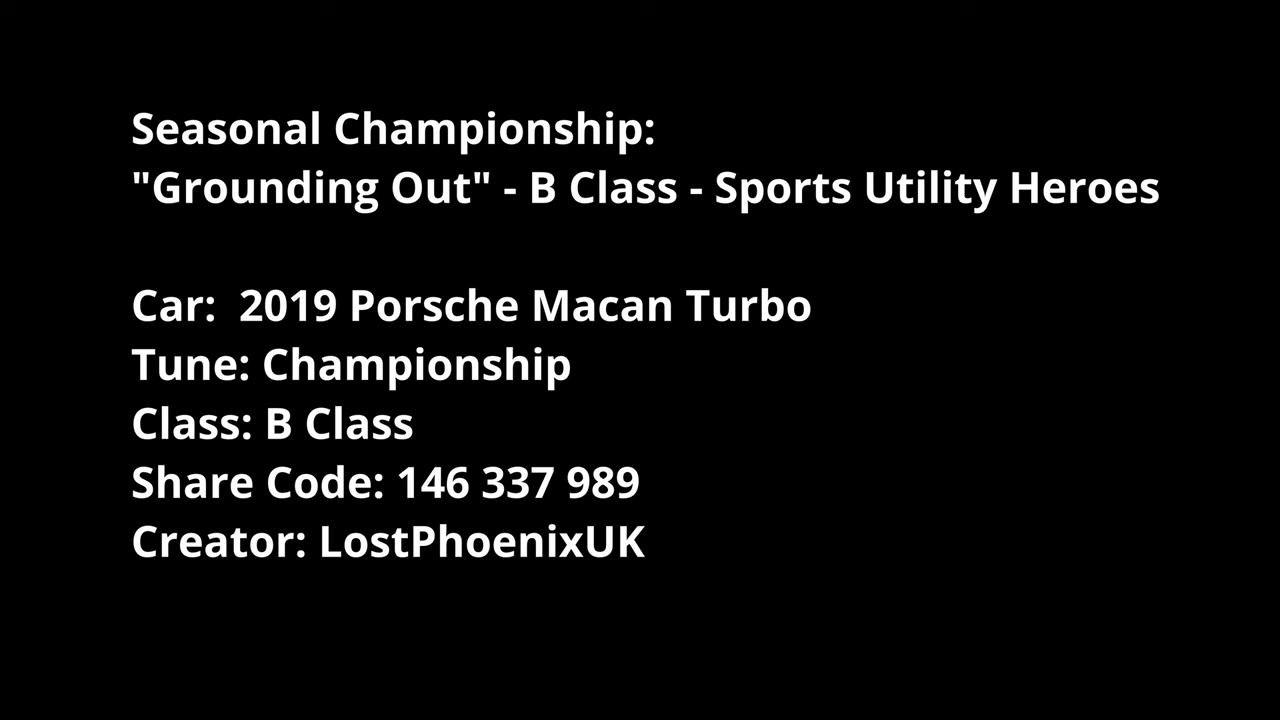 Seasonal Championship:
"Grounding Out" - B Class - Sports Utility Heroes
Car:  2019 Porsche Macan Turbo
Tune: Championship
Class: B Class
Share Code: 146 337 989
Creator: LostPhoenixUK